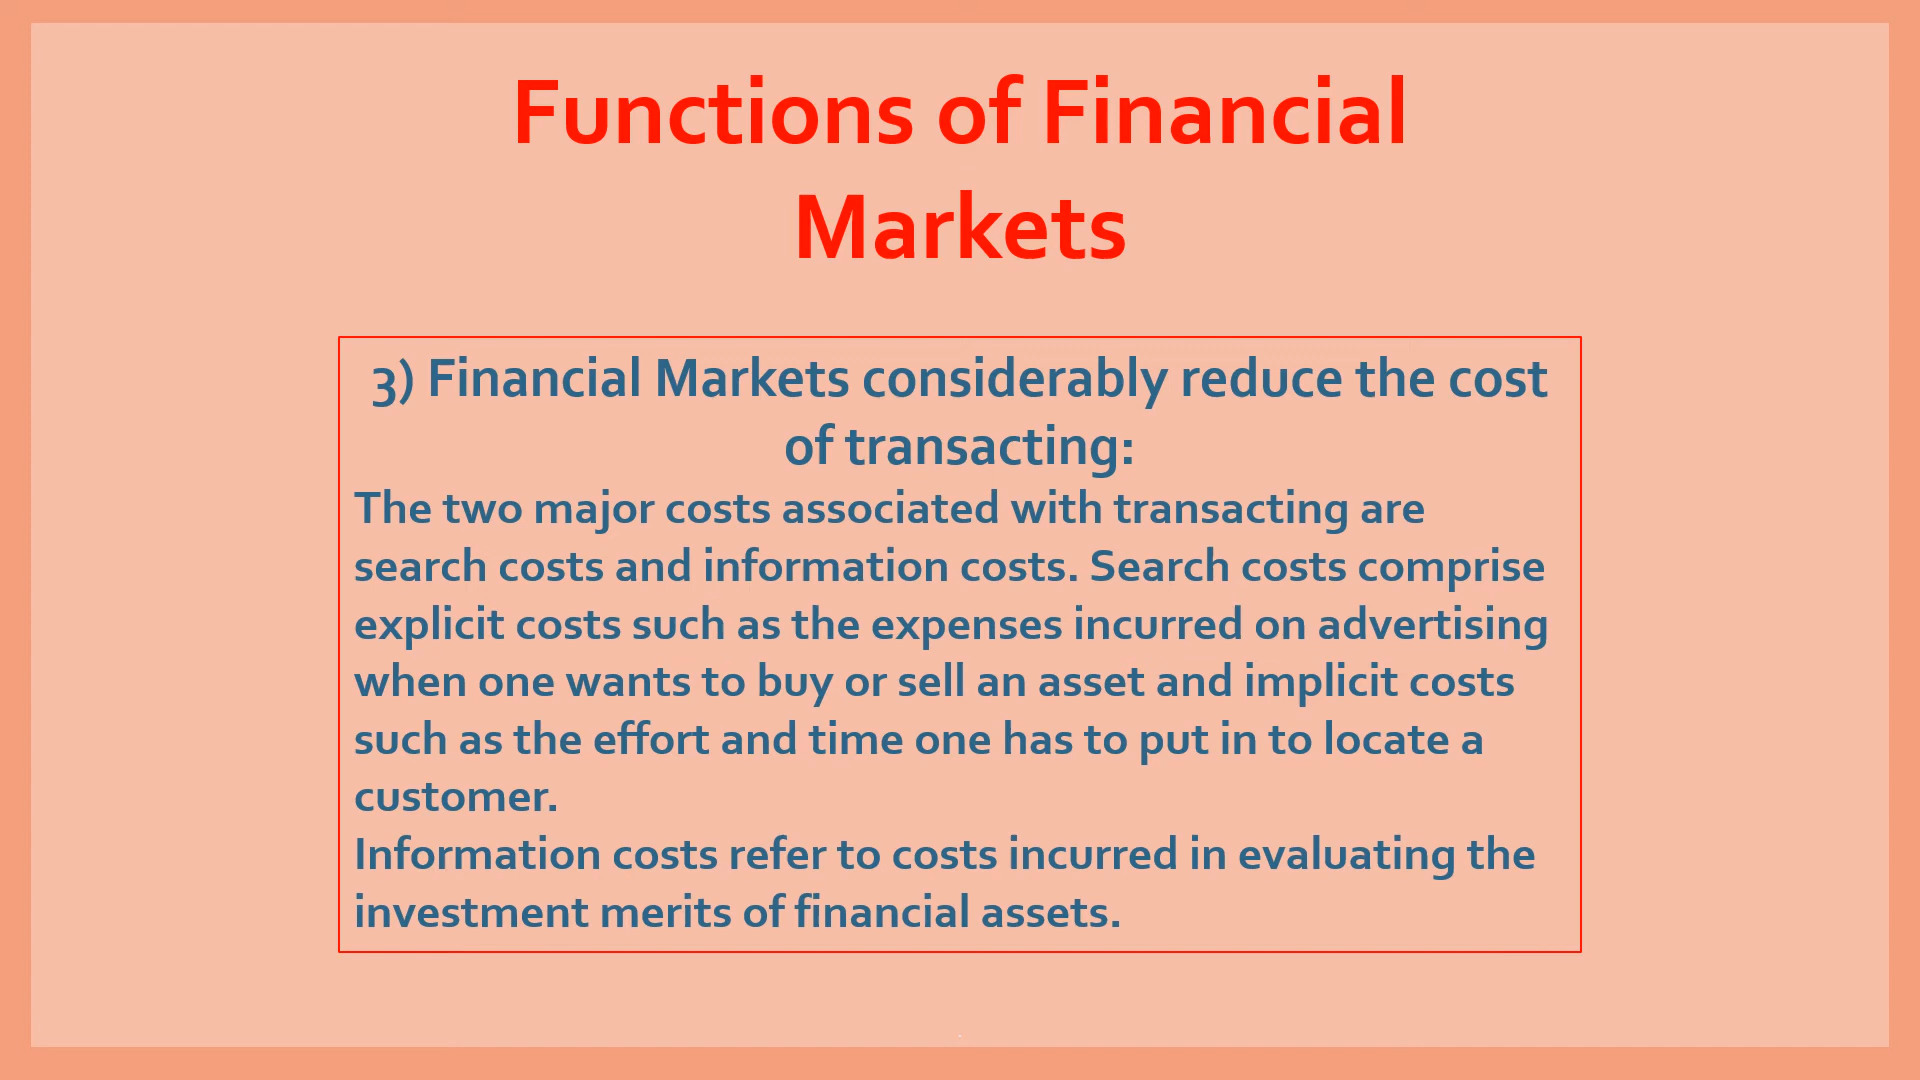 Functions of Financial
Markets
3) Financial Markets considerably reduce the cost
of transacting:
The two major costs associated with transacting are
search costs and information costs. Search costs comprise
explicit costs such as the expenses incurred on advertising
when one wants to buy or sell an asset and implicit costs
such as the effort and time one has to put in to locate a
customer.
Information costs refer to costs incurred in evaluating the
investment merits of financial assets.